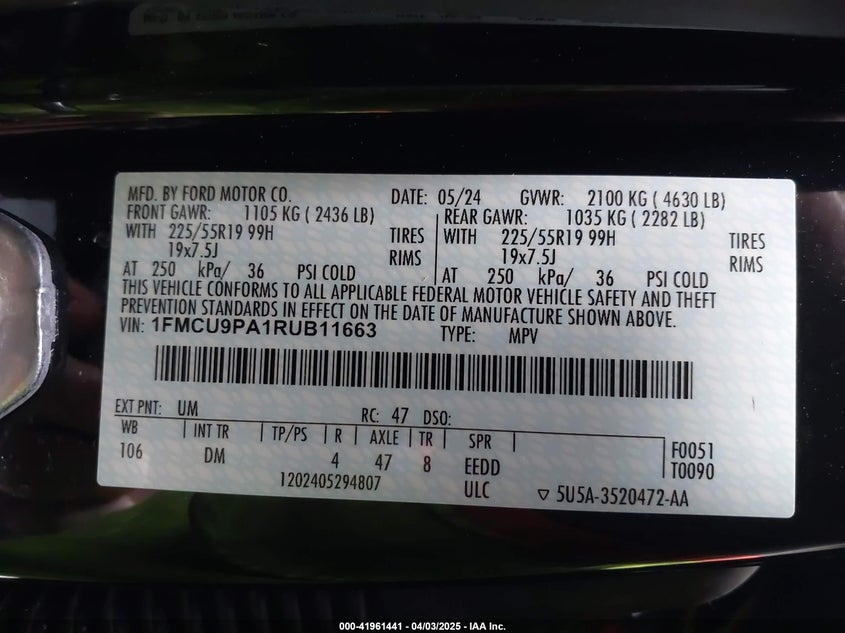 MFD. BY FORD MOTOR CO. DATE: 05/24 GVWR: 2100 KG ( 4630 LB)
FRONT GAWR: 1105 KG ( 2436 LB) REAR GAWR: 1035 KG ( 2282 LB)
WITH 225/55R19 99H TIRES WITH 225/55R19 99H TIRES
19x7.5J RIMS 19x7.5J RIMS
AT 250 kPa/ 36 PSI COLD AT 250 kPa/ 36 PSI COLD
THIS VEHICLE CONFORMS TO ALL APPLICABLE FEDERAL MOTOR VEHICLE SAFETY AND THEFT
PREVENTION STANDARDS IN EFFECT ON THE DATE OF MANUFACTURE SHOWN ABOVE.
VIN: 1FMCU9PA1RUB11663 TYPE: MPV
EXT PNT: UM RC: 47 DSO:
WB INT TR TP/PS R AXLE TR SPR F0051
106 DM 4 47 8 EEDD T0090
1202405294807 ULC 5U5A-3520472-AA
000-41961441 - 04/03/2025 - IAA Inc.